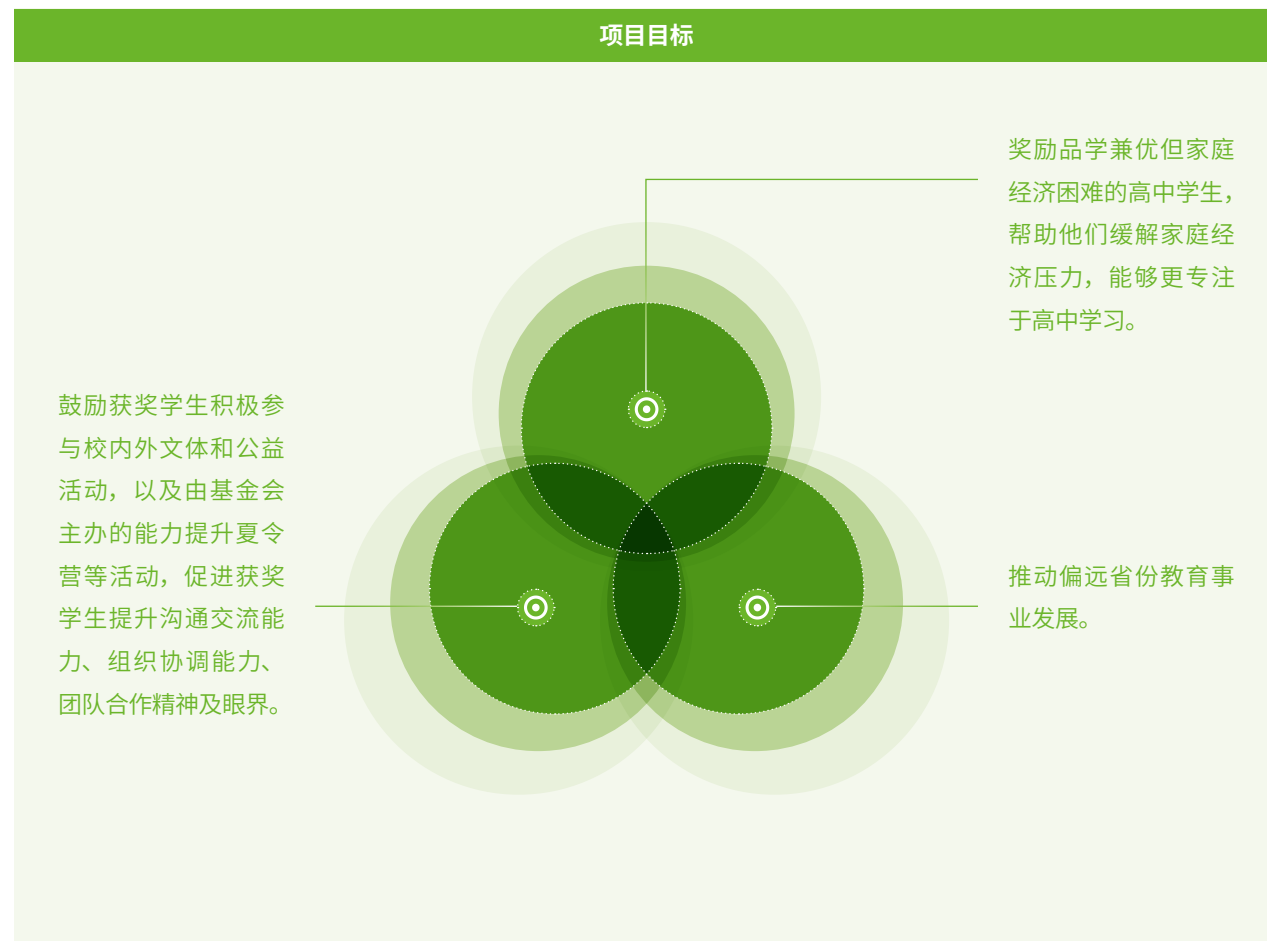 项目目标
奖励品学兼优但家庭
经济困难的高中学生，
帮助他们缓解家庭经
济压力，能够更专注
于高中学习。
鼓励获奖学生积极参
与校内外文体和公益
活动，以及由基金会
主办的能力提升夏令
营等活动，促进获奖
学生提升沟通交流能
力、组织协调能力、
团队合作精神及眼界。
推动偏远省份教育事
业发展。